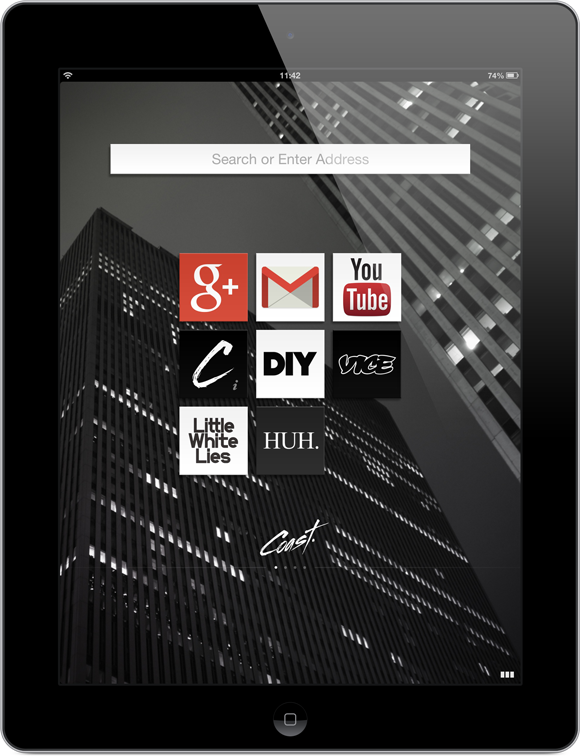 11:42
74%
Search or Enter Address
g+
You
Tube
C
i
DIY
VICE
Little
White
Lies
HUH.
Coast.